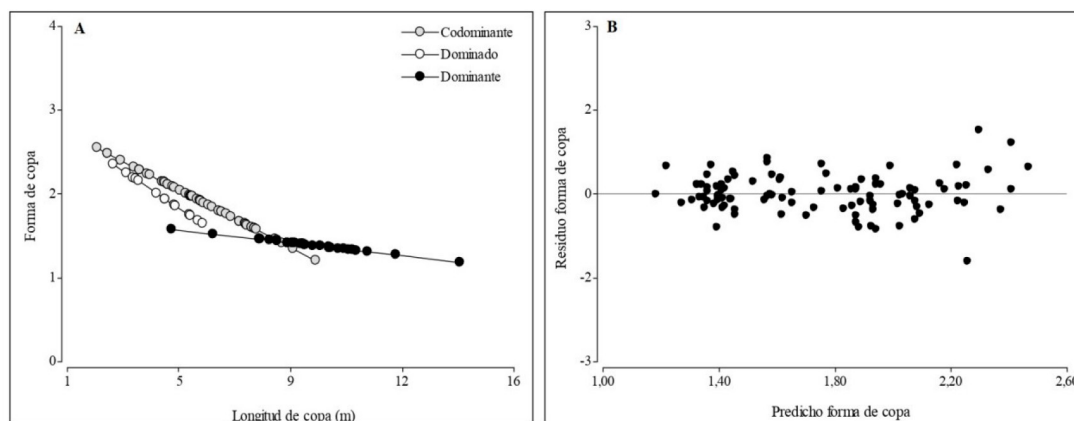 A
Codominante
Dominado
Dominante
Forma de copa
4
3
2
1
0
1
5
9
12
16
Longitud de copa (m)
B
Residuo forma de copa
3
2
0
-2
-3
1,00
1,40
1,80
2,20
2,60
Predicho forma de copa